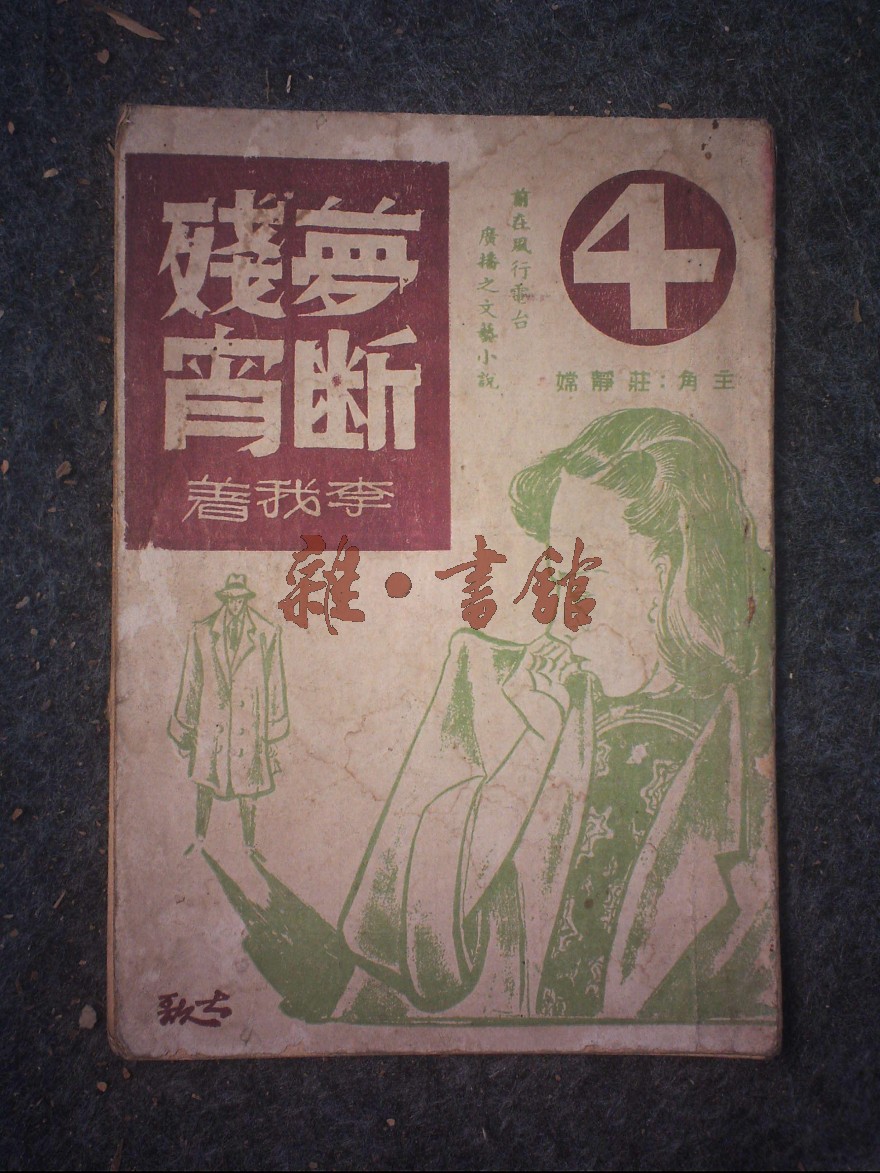 夢斷
殘宵
李我著
4
前在風行電台
廣播之文藝小說
主角：莊靜嫦
雜·書館